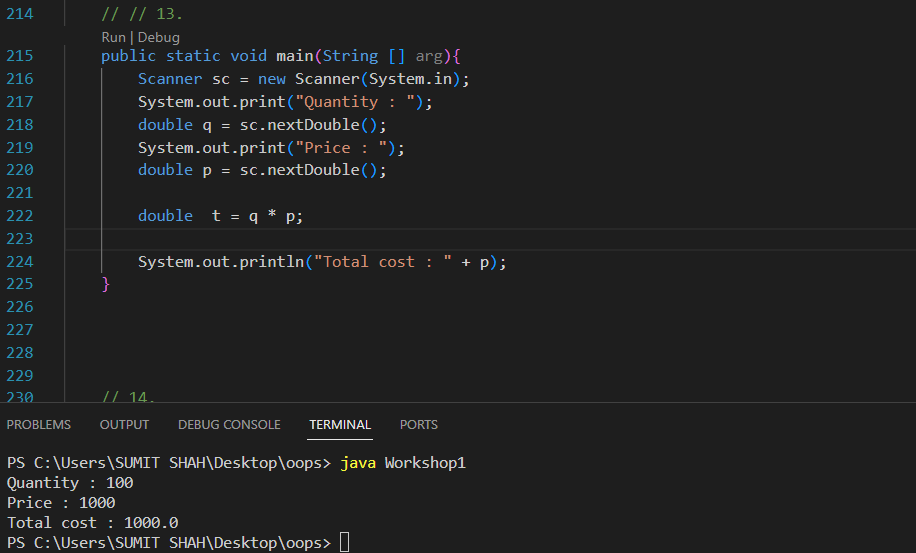 214 // // 13.
Run | Debug
215 public static void main(String [] arg){
216 Scanner sc = new Scanner(System.in);
217 System.out.print("Quantity : ");
218 double q = sc.nextDouble();
219 System.out.print("Price : ");
220 double p = sc.nextDouble();
221
222 double  t = q * p;
223
224 System.out.println("Total cost : " + p);
225 }
226
227
228
229
230 // 14.
PROBLEMS OUTPUT DEBUG CONSOLE TERMINAL PORTS
PS C:\Users\SUMIT SHAH\Desktop\oops> java Workshop1
Quantity : 100
Price : 1000
Total cost : 1000.0
PS C:\Users\SUMIT SHAH\Desktop\oops>